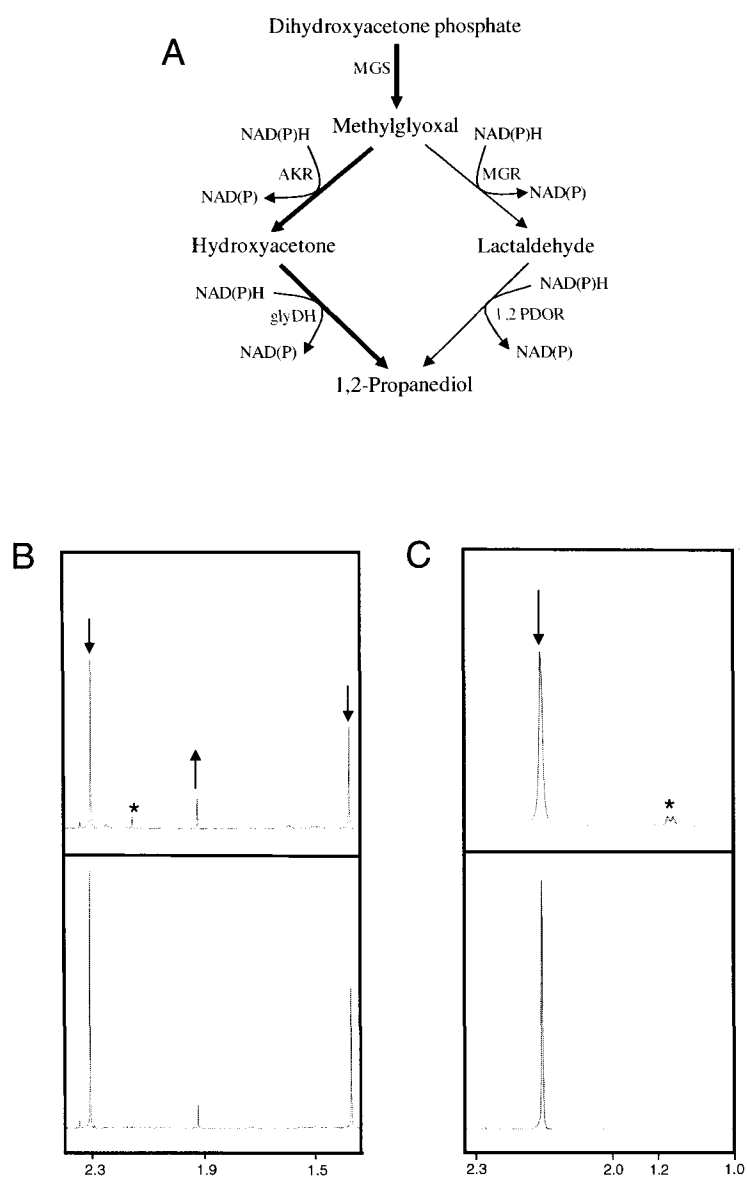 A
Dihydroxyacetone phosphate
MGS
Methylglyoxal
NAD(P)H
NAD(P)H
AKR
MGR
NAD(P)
NAD(P)
Hydroxyacetone
Lactaldehyde
NAD(P)H
NAD(P)H
glyDH
1,2 PDOR
NAD(P)
NAD(P)
1,2-Propanediol
B
C
*
*
2.3 1.9 1.5
2.3 2.0 1.2 1.0